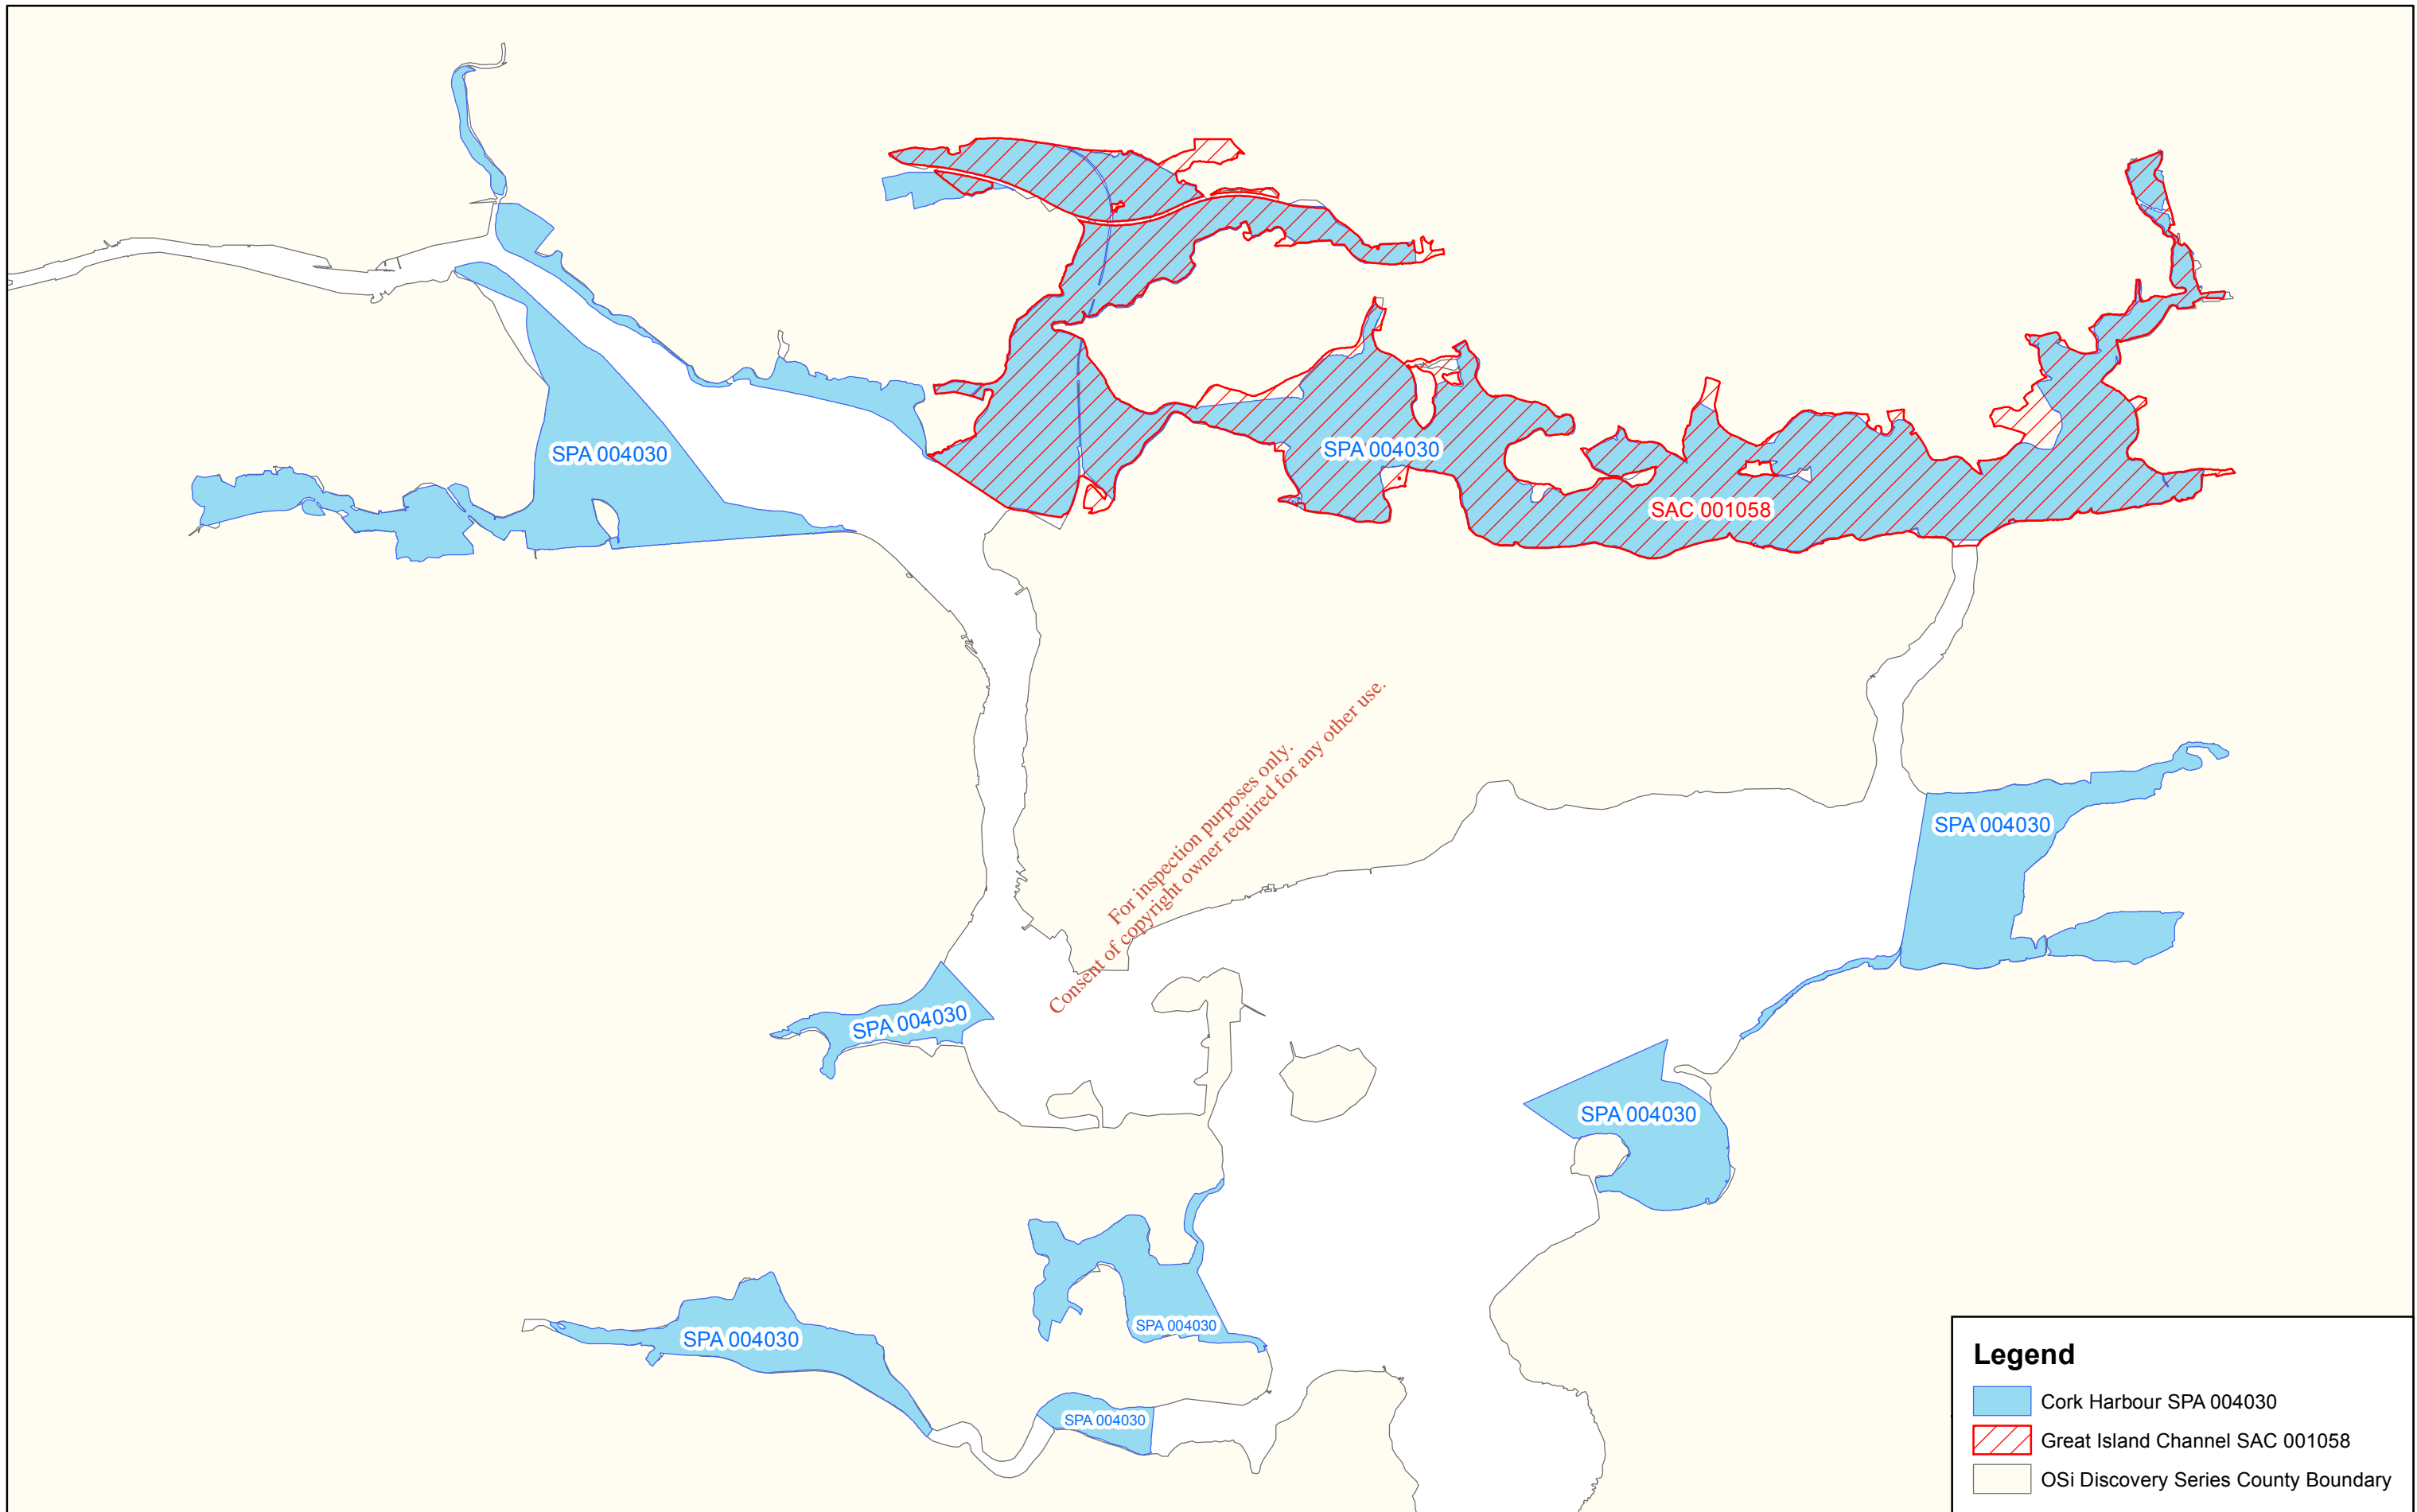 SPA 004030
SPA 004030
SAC 001058
For inspection purposes only.
Consent of copyright owner required for any other use.
SPA 004030
SPA 004030
SPA 004030
SPA 004030
SPA 004030
SPA 004030
Legend
Cork Harbour SPA 004030
Great Island Channel SAC 001058
OSi Discovery Series County Boundary